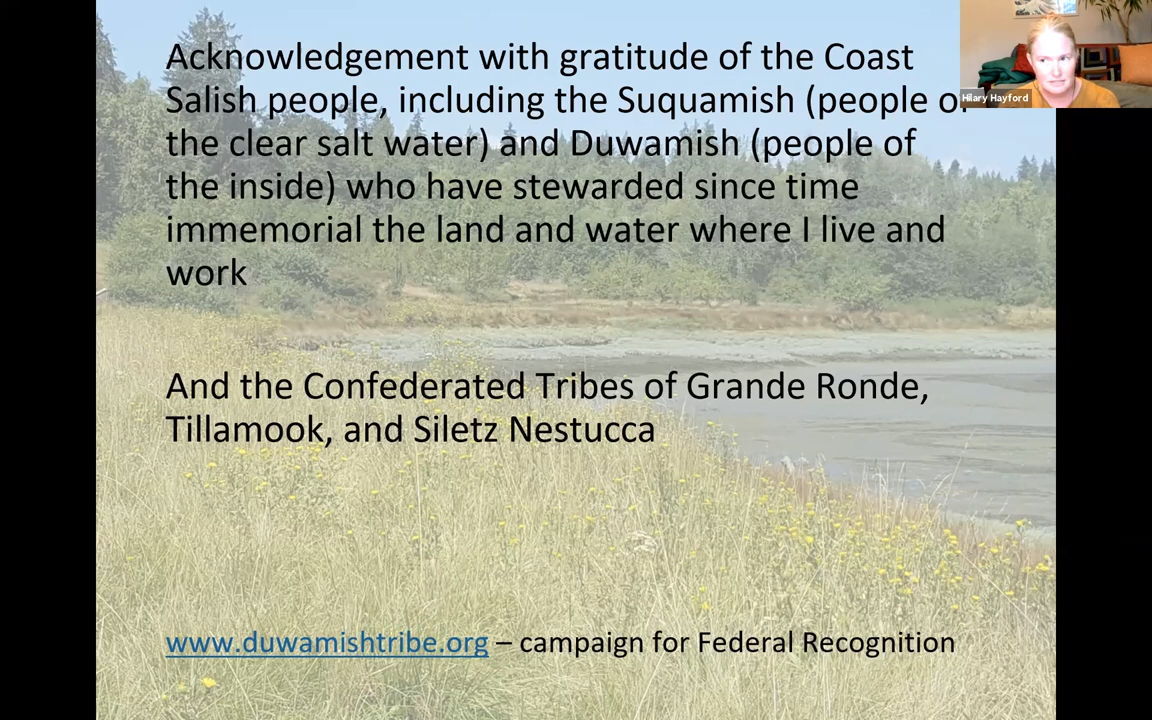 Acknowledgement with gratitude of the Coast
Salish people, including the Suquamish (people of
the clear salt water) and Duwamish (people of
the inside) who have stewarded since time
immemorial the land and water where I live and
work
And the Confederated Tribes of Grande Ronde,
Tillamook, and Siletz Nestucca
www.duwamishtribe.org – campaign for Federal Recognition
Hilary Hayford